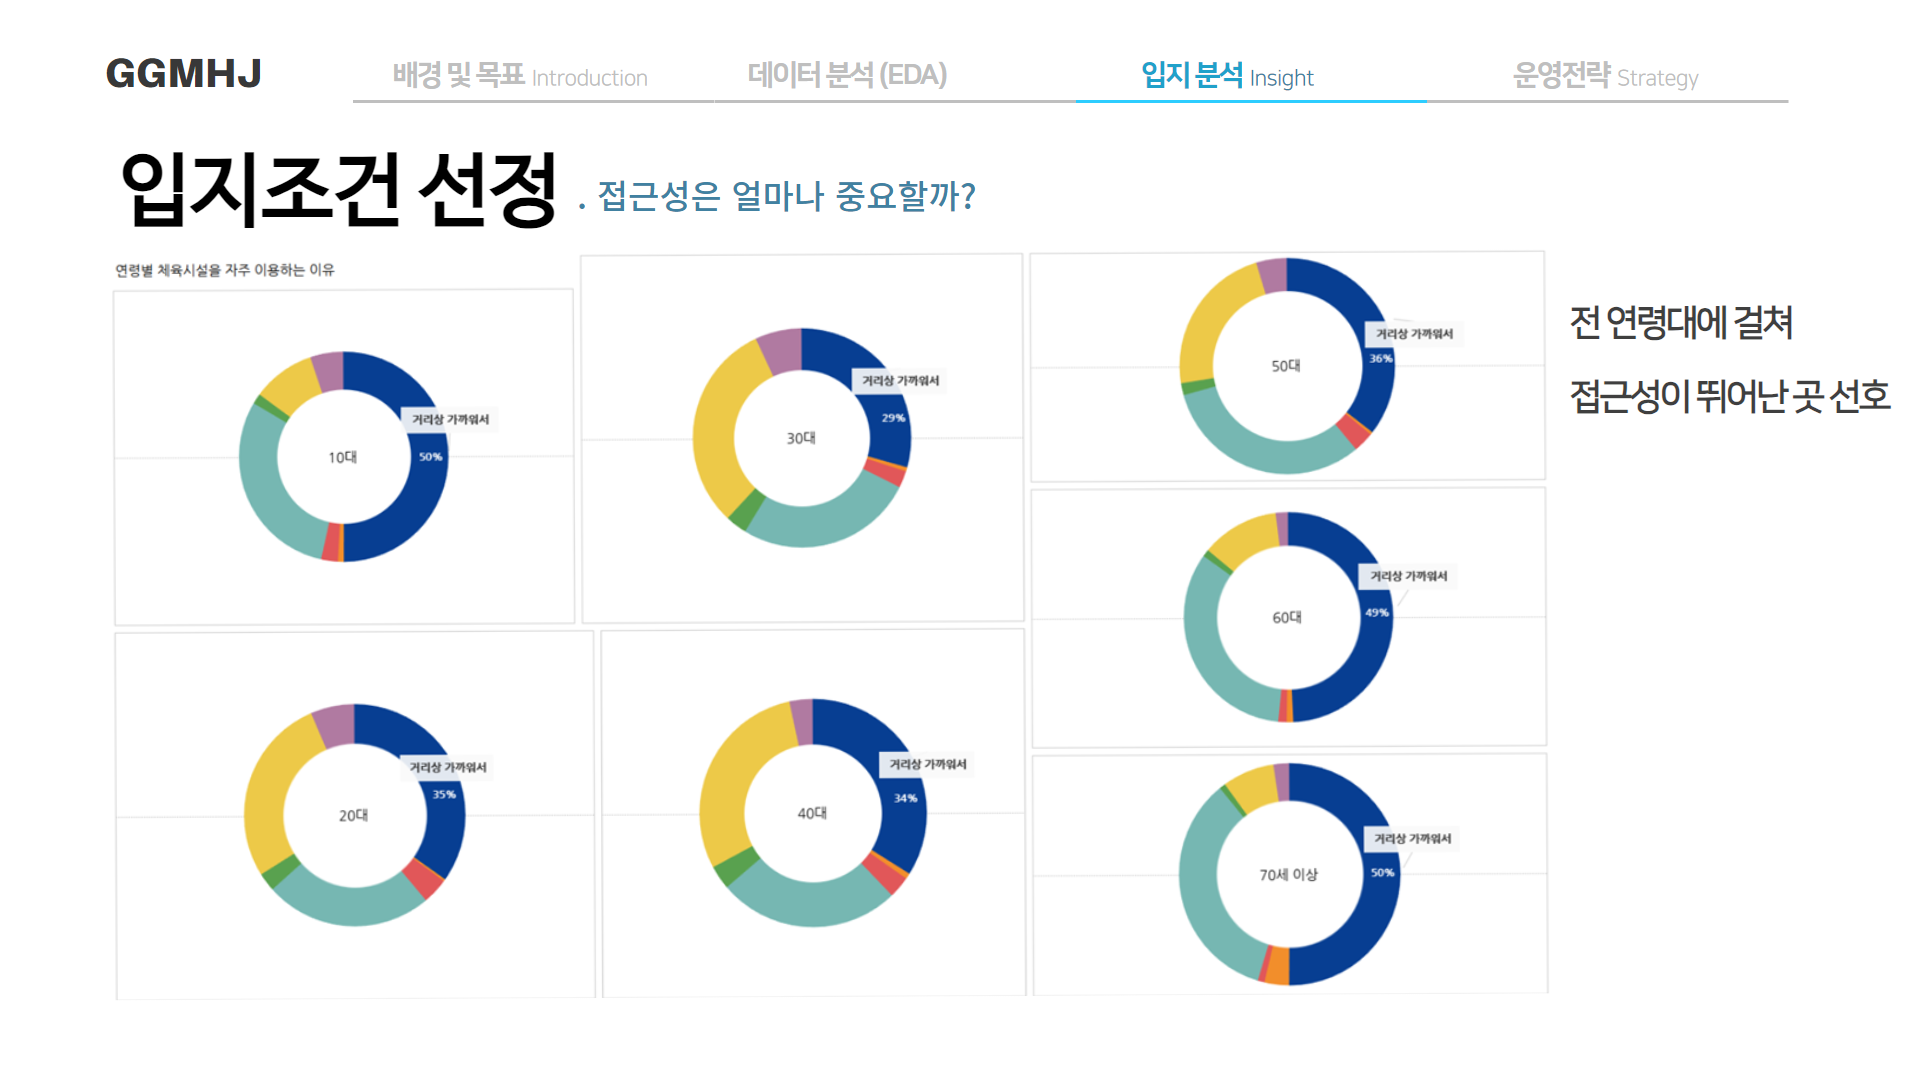 GGMHJ
배경 및 목표 Introduction
데이터 분석 (EDA)
입지 분석 Insight
운영전략 Strategy
입지조건 선정 . 접근성은 얼마나 중요할까?
연령별 체육시설을 자주 이용하는 이유
거리상 가까워서
10대
50%
거리상 가까워서
30대
29%
거리상 가까워서
50대
36%
전 연령대에 걸쳐
접근성이 뛰어난 곳 선호
거리상 가까워서
60대
49%
거리상 가까워서
20대
35%
거리상 가까워서
40대
34%
거리상 가까워서
70세 이상
50%